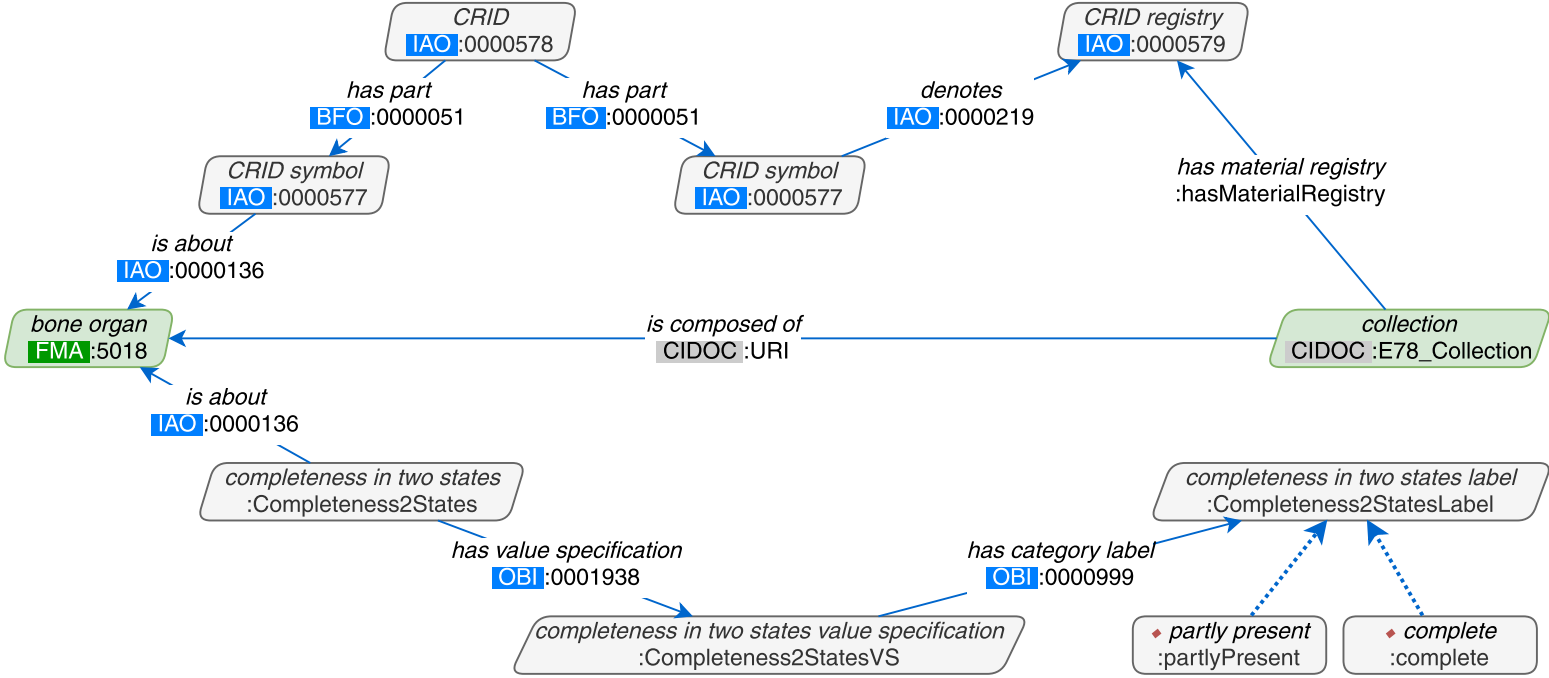 CRID
IAO:0000578
CRID registry
IAO:0000579
has part
BFO:0000051
has part
BFO:0000051
denotes
IAO:0000219
CRID symbol
IAO:0000577
CRID symbol
IAO:0000577
has material registry
:hasMaterialRegistry
is about
IAO:0000136
bone organ
FMA:5018
is composed of
CIDOC:URI
collection
CIDOC:E78_Collection
is about
IAO:0000136
completeness in two states
:Completeness2States
completeness in two states label
:Completeness2StatesLabel
has value specification
OBI:0001938
has category label
OBI:0000999
completeness in two states value specification
:Completeness2StatesVS
partly present
:partlyPresent
complete
:complete